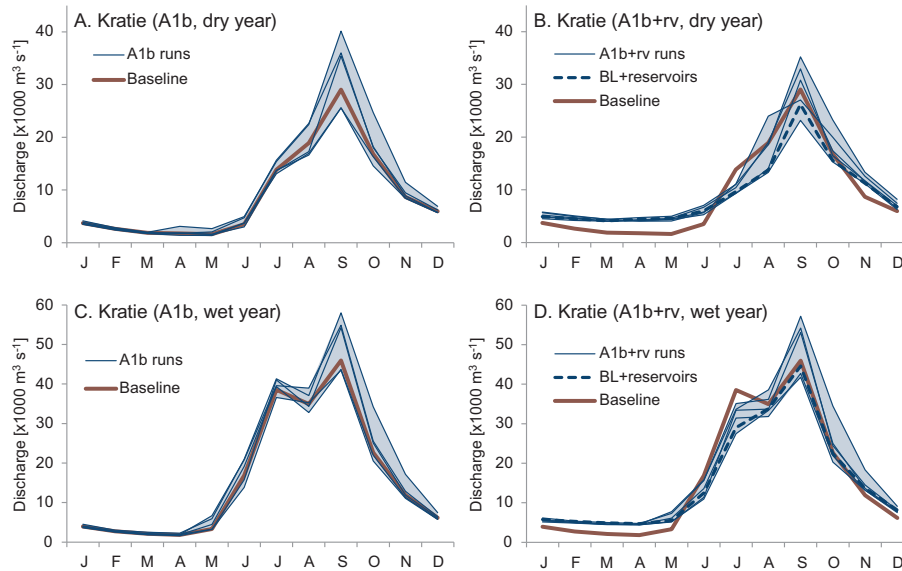 A. Kratie (A1b, dry year)
Discharge [x1000 m³ s⁻¹]
40
30
20
10
0
A1b runs
Baseline
J F M A M J J A S O N D
B. Kratie (A1b+rv, dry year)
Discharge [x1000 m³ s⁻¹]
40
30
20
10
0
A1b+rv runs
BL+reservoirs
Baseline
J F M A M J J A S O N D
C. Kratie (A1b, wet year)
Discharge [x1000 m³ s⁻¹]
60
50
40
30
20
10
0
A1b runs
Baseline
J F M A M J J A S O N D
D. Kratie (A1b+rv, wet year)
Discharge [x1000 m³ s⁻¹]
60
50
40
30
20
10
0
A1b+rv runs
BL+reservoirs
Baseline
J F M A M J J A S O N D